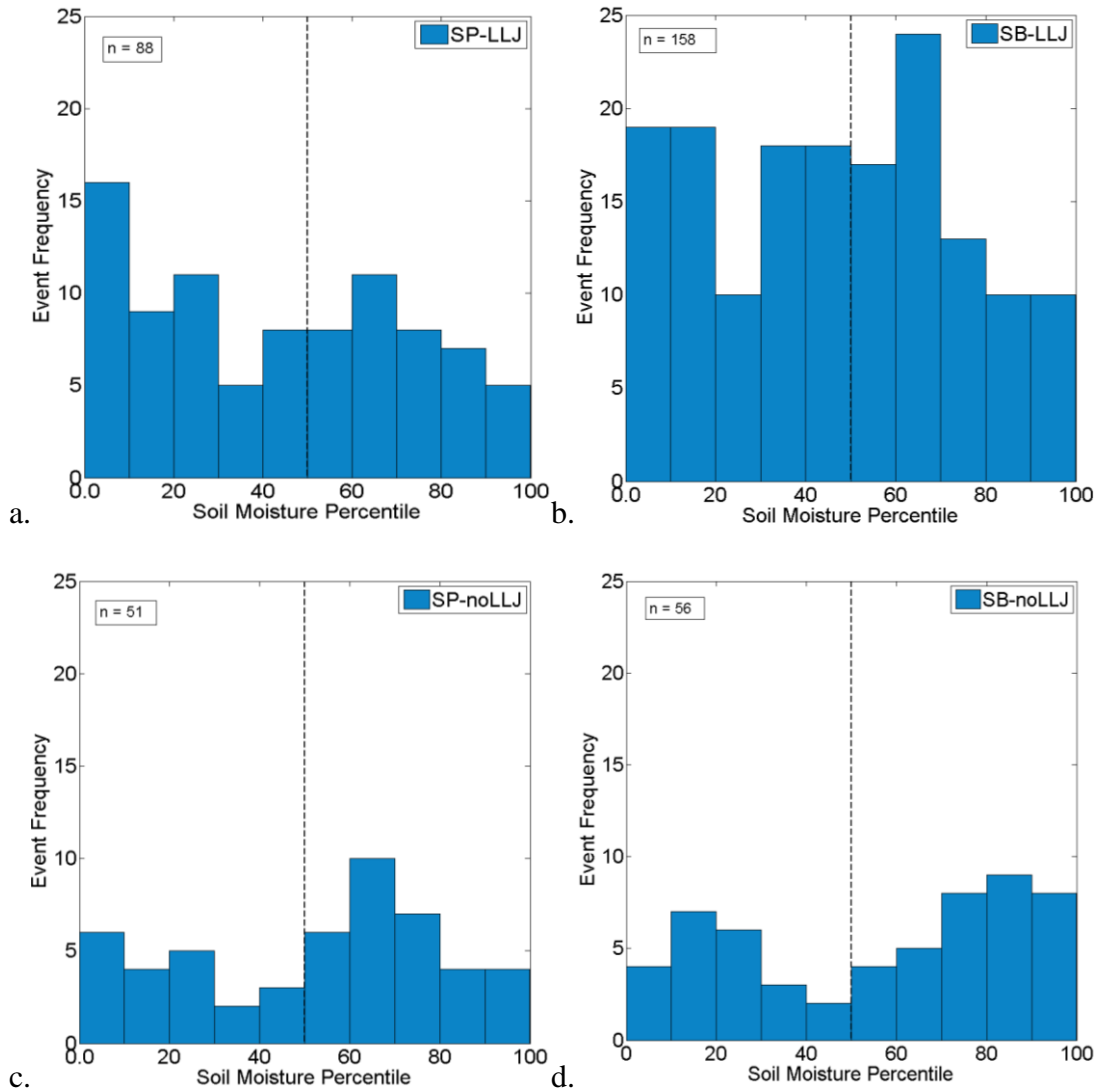 25
n = 88
SP-LLJ
20
15
10
5
0
Event Frequency
0.0 20 40 60 80 100
Soil Moisture Percentile
a.
25
n = 158
SB-LLJ
20
15
10
5
0
Event Frequency
0.0 20 40 60 80 100
Soil Moisture Percentile
b.
25
n = 51
SP-noLLJ
20
15
10
5
0
Event Frequency
0.0 20 40 60 80 100
Soil Moisture Percentile
c.
25
n = 56
SB-noLLJ
20
15
10
5
0
Event Frequency
0 20 40 60 80 100
Soil Moisture Percentile
d.